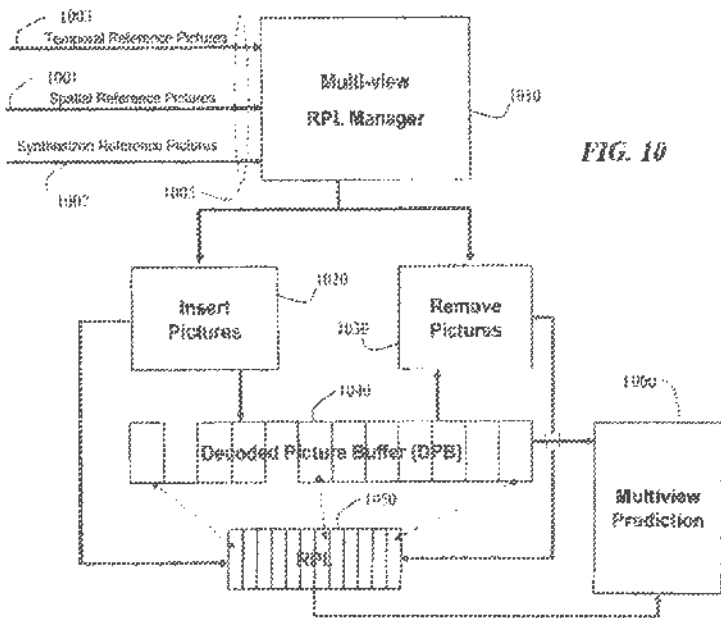 1003
Temporal Reference Pictures
1001
Spatial Reference Pictures
Synthesized Reference Pictures
1002
1005
Multi-view
RPL Manager
1010
FIG. 10
Insert
Pictures
1020
Remove
Pictures
1030
1040
Decoded Picture Buffer (DPB)
1050
RPL
1060
Multiview
Prediction